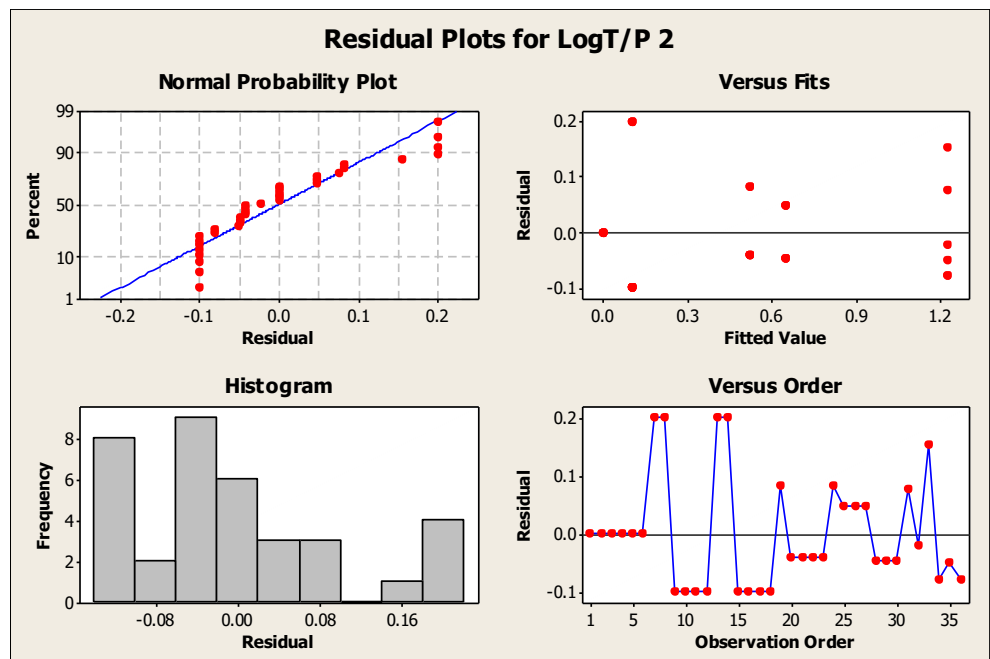 Residual Plots for LogT/P 2
Normal Probability Plot
99
90
50
10
1
Percent
-0.2 -0.1 0.0 0.1 0.2
Residual
Versus Fits
0.2
0.1
0.0
-0.1
Residual
0.0 0.3 0.6 0.9 1.2
Fitted Value
Histogram
8
6
4
2
0
Frequency
-0.08 0.00 0.08 0.16
Residual
Versus Order
0.2
0.1
0.0
-0.1
Residual
1 5 10 15 20 25 30 35
Observation Order